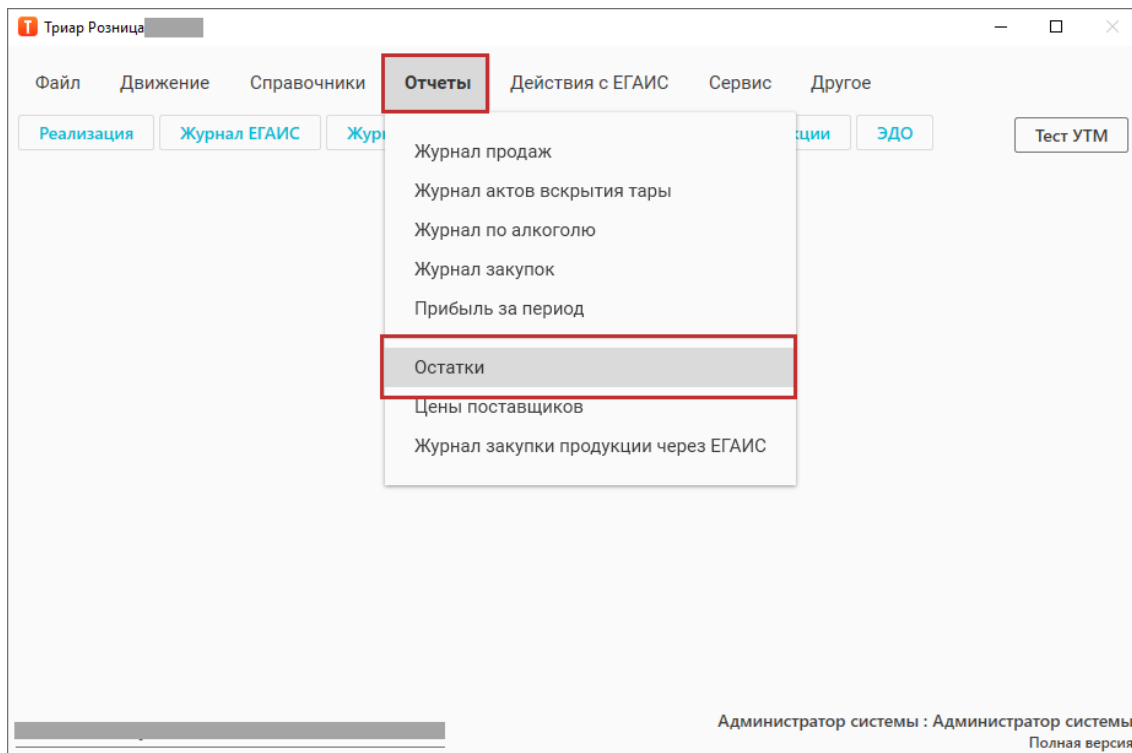 Триар Розница
Файл Движение Справочники Отчеты Действия с ЕГАИС Сервис Другое
Реализация Журнал ЕГАИС ЭДО Тест УТМ
Журнал продаж
Журнал актов вскрытия тары
Журнал по алкоголю
Журнал закупок
Прибыль за период
Остатки
Цены поставщиков
Журнал закупки продукции через ЕГАИС
Администратор системы : Администратор системы
Полная версия